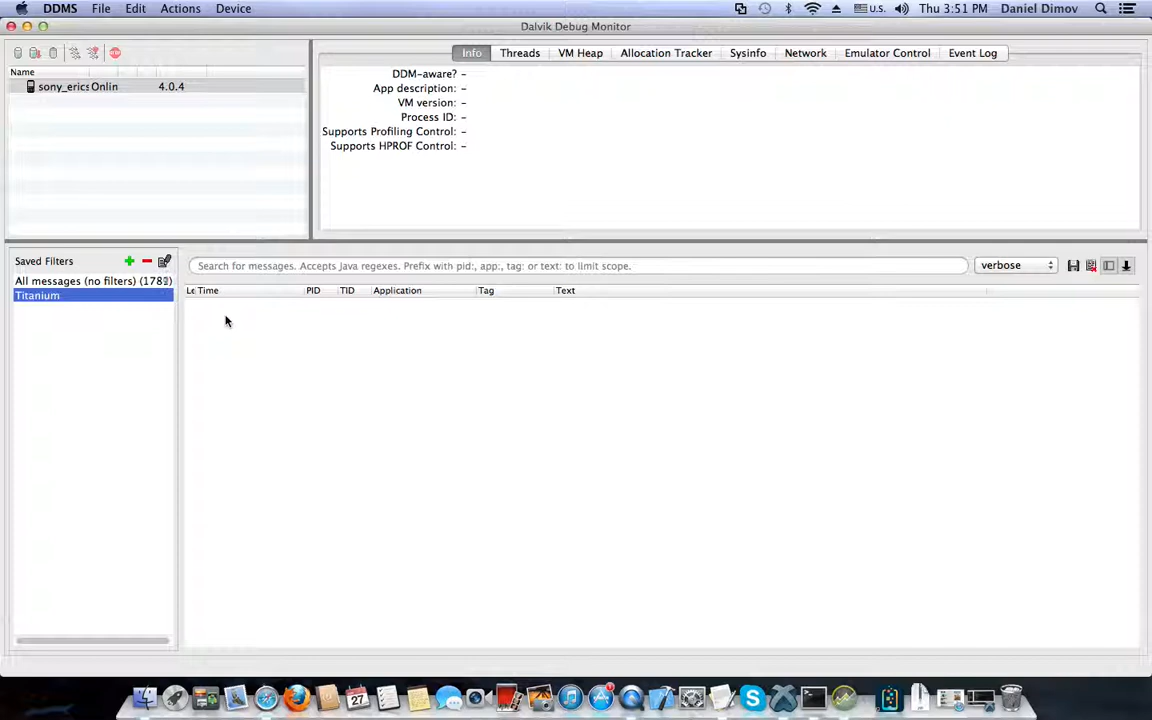 DDMS File Edit Actions Device U.S. Thu 3:51 PM Daniel Dimov
Dalvik Debug Monitor
Info Threads VM Heap Allocation Tracker Sysinfo Network Emulator Control Event Log
Name
sony_erics Onlin 4.0.4
DDM-aware? –
App description: –
VM version: –
Process ID: –
Supports Profiling Control: –
Supports HPROF Control: –
Saved Filters
All messages (no filters)
Titanium
Search for messages. Accepts Java regexes. Prefix with pid:, app:, tag: or text: to limit scope.
verbose
Le Time PID TID Application Tag Text
27